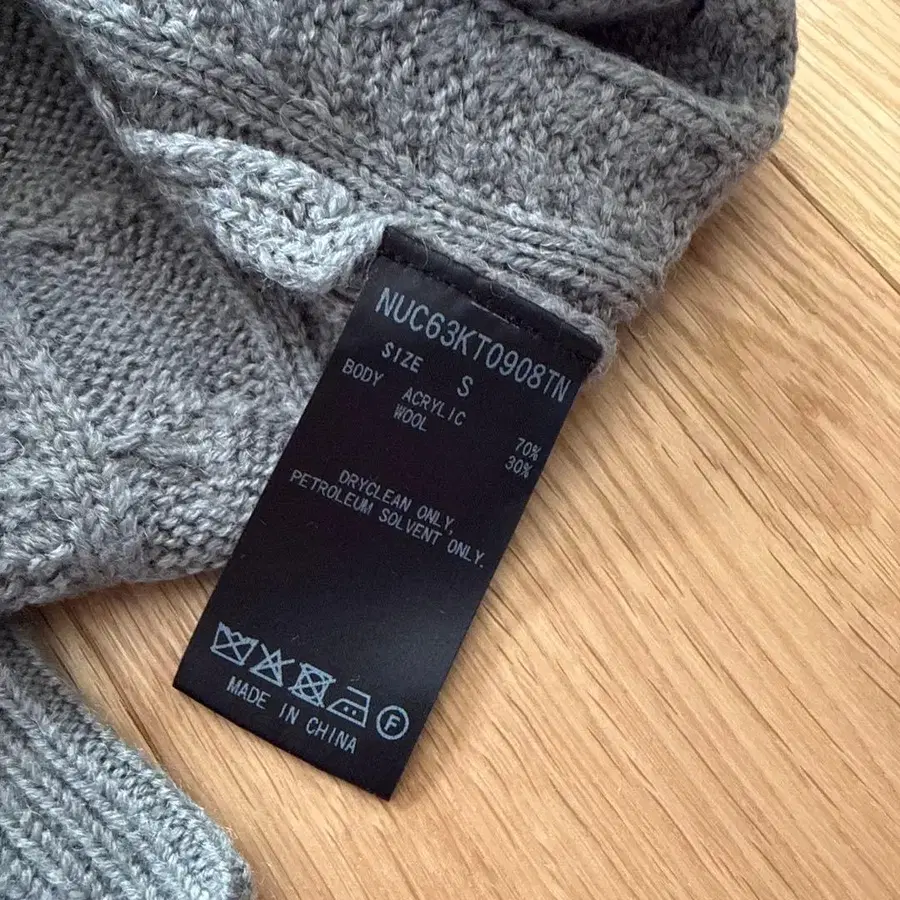 NUC63KT0908TN
SIZE S
BODY ACRYLIC 70%
WOOL 30%
DRYCLEAN ONLY,
PETROLEUM SOLVENT ONLY.
F
MADE IN CHINA